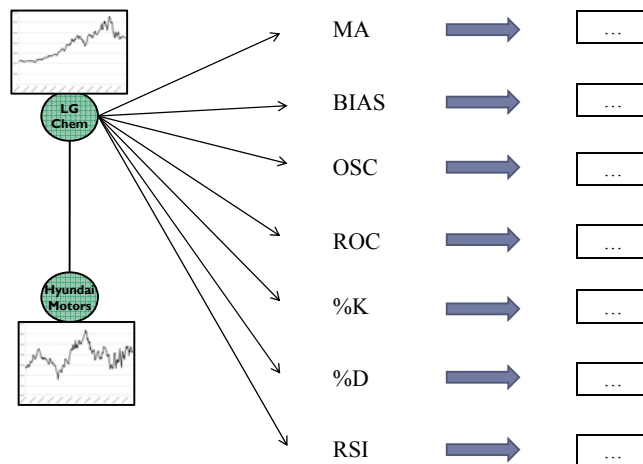 LG
Chem
Hyundai
Motors
MA
...
BIAS
...
OSC
...
ROC
...
%K
...
%D
...
RSI
...